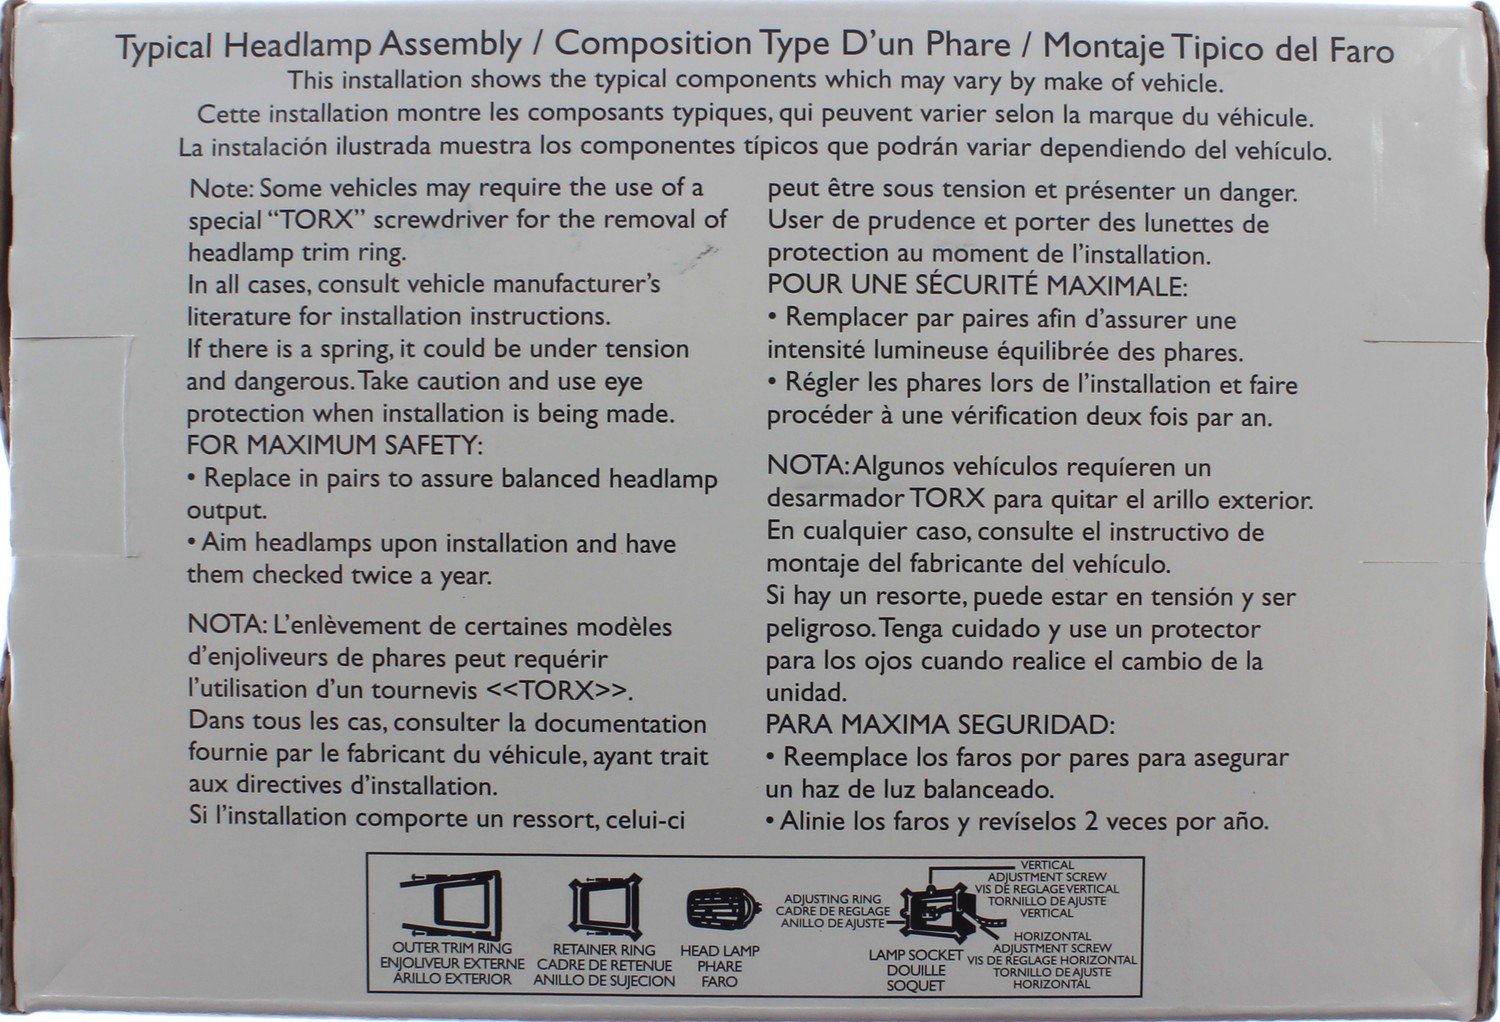 Typical Headlamp Assembly / Composition Type D'un Phare / Montaje Tipico del Faro
This installation shows the typical components which may vary by make of vehicle.
Cette installation montre les composants typiques, qui peuvent varier selon la marque du véhicule.
La instalación ilustrada muestra los componentes típicos que podrán variar dependiendo del vehículo.
Note: Some vehicles may require the use of a
special “TORX” screwdriver for the removal of
headlamp trim ring.
In all cases, consult vehicle manufacturer's
literature for installation instructions.
If there is a spring, it could be under tension
and dangerous. Take caution and use eye
protection when installation is being made.
FOR MAXIMUM SAFETY:
• Replace in pairs to assure balanced headlamp
output.
• Aim headlamps upon installation and have
them checked twice a year.
NOTA: L'enlèvement de certaines modèles
d'enjoliveurs de phares peut requérir
l'utilisation d'un tournevis <<TORX>>.
Dans tous les cas, consulter la documentation
fournie par le fabricant du véhicule, ayant trait
aux directives d'installation.
Si l'installation comporte un ressort, celui-ci
peut être sous tension et présenter un danger.
User de prudence et porter des lunettes de
protection au moment de l'installation.
POUR UNE SÉCURITÉ MAXIMALE:
• Remplacer par paires afin d'assurer une
intensité lumineuse équilibrée des phares.
• Régler les phares lors de l'installation et faire
procéder à une vérification deux fois par an.
NOTA: Algunos vehículos requíeren un
desarmador TORX para quitar el arillo exterior.
En cualquier caso, consulte el instructivo de
montaje del fabricante del vehículo.
Si hay un resorte, puede estar en tensión y ser
peligroso. Tenga cuidado y use un protector
para los ojos cuando realice el cambio de la
unidad.
PARA MAXIMA SEGURIDAD:
• Reemplace los faros por pares para asegurar
un haz de luz balanceado.
• Alinie los faros y revíselos 2 veces por año.
OUTER TRIM RING
ENJOLIVEUR EXTERNE
ARILLO EXTERIOR
RETAINER RING
CADRE DE RETENUE
ANILLO DE SUJECION
HEAD LAMP
PHARE
FARO
ADJUSTING RING
CADRE DE REGLAGE
ANILLO DE AJUSTE
LAMP SOCKET
DOUILLE
SOQUET
VERTICAL
ADJUSTMENT SCREW
VIS DE REGLAGE VERTICAL
TORNILLO DE AJUSTE
VERTICAL
HORIZONTAL
ADJUSTMENT SCREW
VIS DE REGLAGE HORIZONTAL
TORNILLO DE AJUSTE
HORIZONTAL